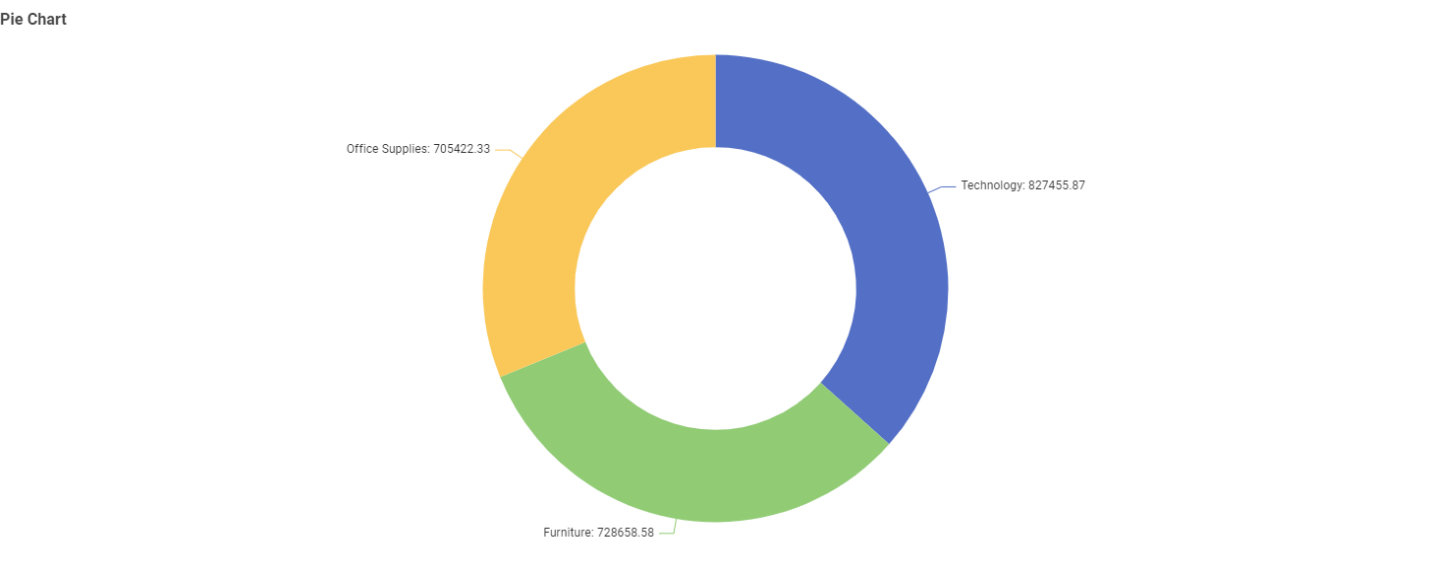 Pie Chart
Office Supplies: 705422.33
Technology: 827455.87
Furniture: 728658.58